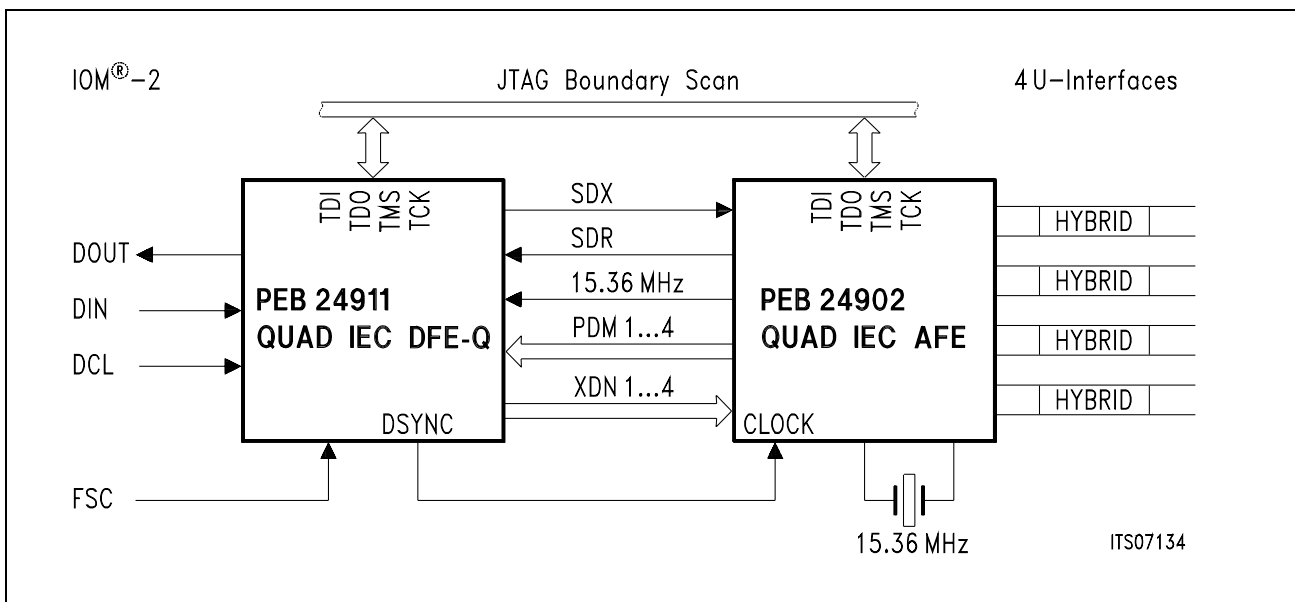 IOM®-2
JTAG Boundary Scan
4 U-Interfaces
TDI
TDO
TMS
TCK
TDI
TDO
TMS
TCK
SDX
SDR
15.36 MHz
PDM 1...4
XDN 1...4
HYBRID
HYBRID
HYBRID
HYBRID
DOUT
DIN
DCL
PEB 24911
QUAD IEC DFE-Q
PEB 24902
QUAD IEC AFE
DSYNC
CLOCK
FSC
15.36 MHz
ITS07134